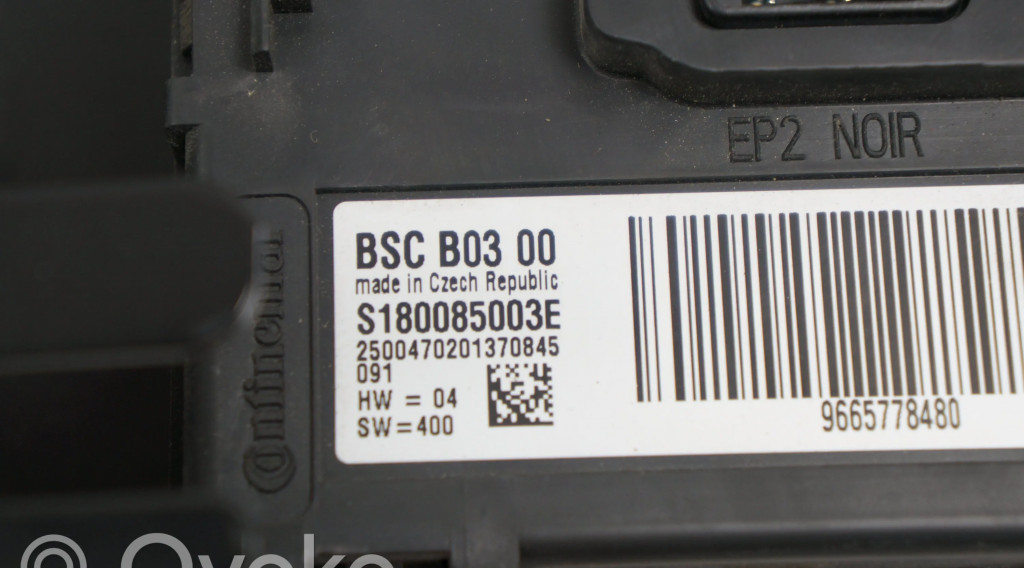 EP2 NOIR
BSC B03 00
made in Czech Republic
S180085003E
2500470201370845
091
HW = 04
SW=400
9665778480
Continental
© Ovoko